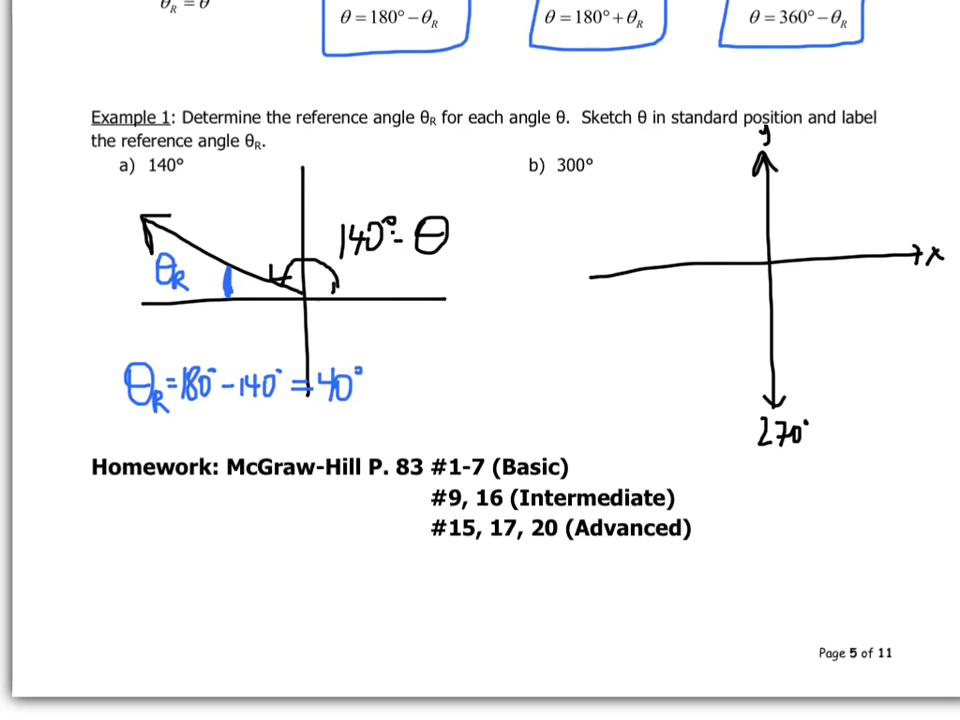 θR = θ
θ = 180° − θR
θ = 180° + θR
θ = 360° − θR
Example 1: Determine the reference angle θR for each angle θ. Sketch θ in standard position and label
the reference angle θR.
a) 140°
b) 300°
y
140° = θ
x
θR
θR = 180° - 140° = 40°
270°
Homework: McGraw-Hill P. 83 #1-7 (Basic)
#9, 16 (Intermediate)
#15, 17, 20 (Advanced)
Page 5 of 11